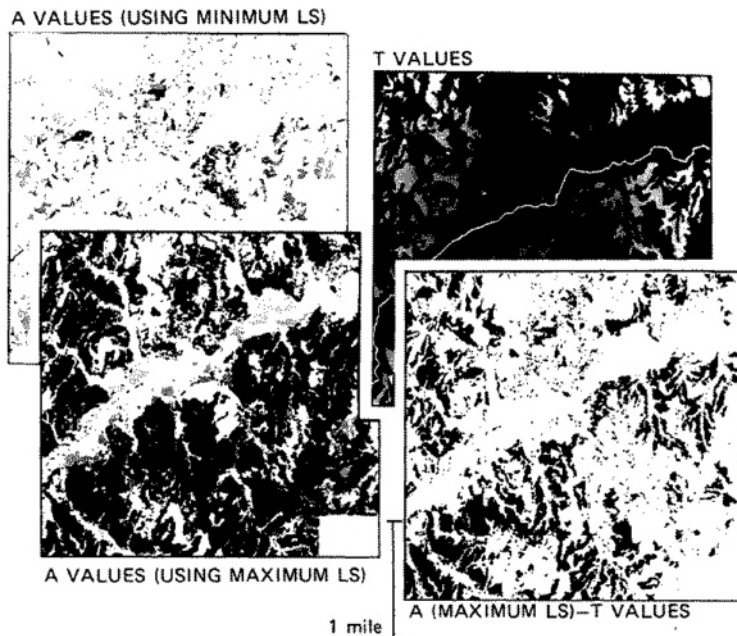 A VALUES (USING MINIMUM LS)
T VALUES
A VALUES (USING MAXIMUM LS)
A (MAXIMUM LS)–T VALUES
1 mile